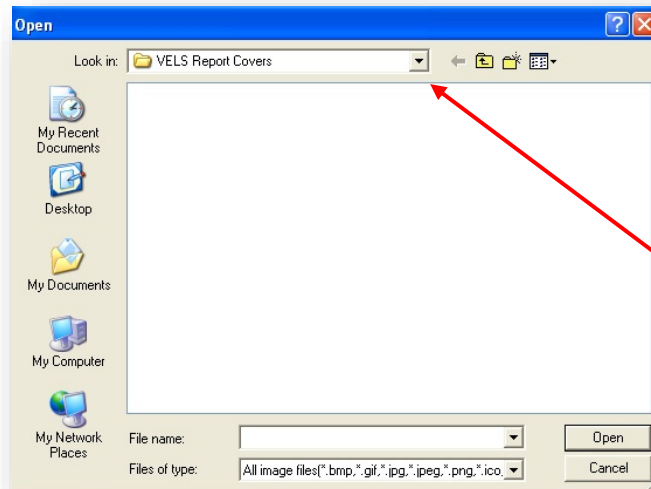 Open
Look in: VELS Report Covers
My Recent
Documents
Desktop
My Documents
My Computer
My Network
Places
File name:
Open
Files of type: All image files(*.bmp,*.gif,*.jpg,*.jpeg,*.png,*.ico,
Cancel